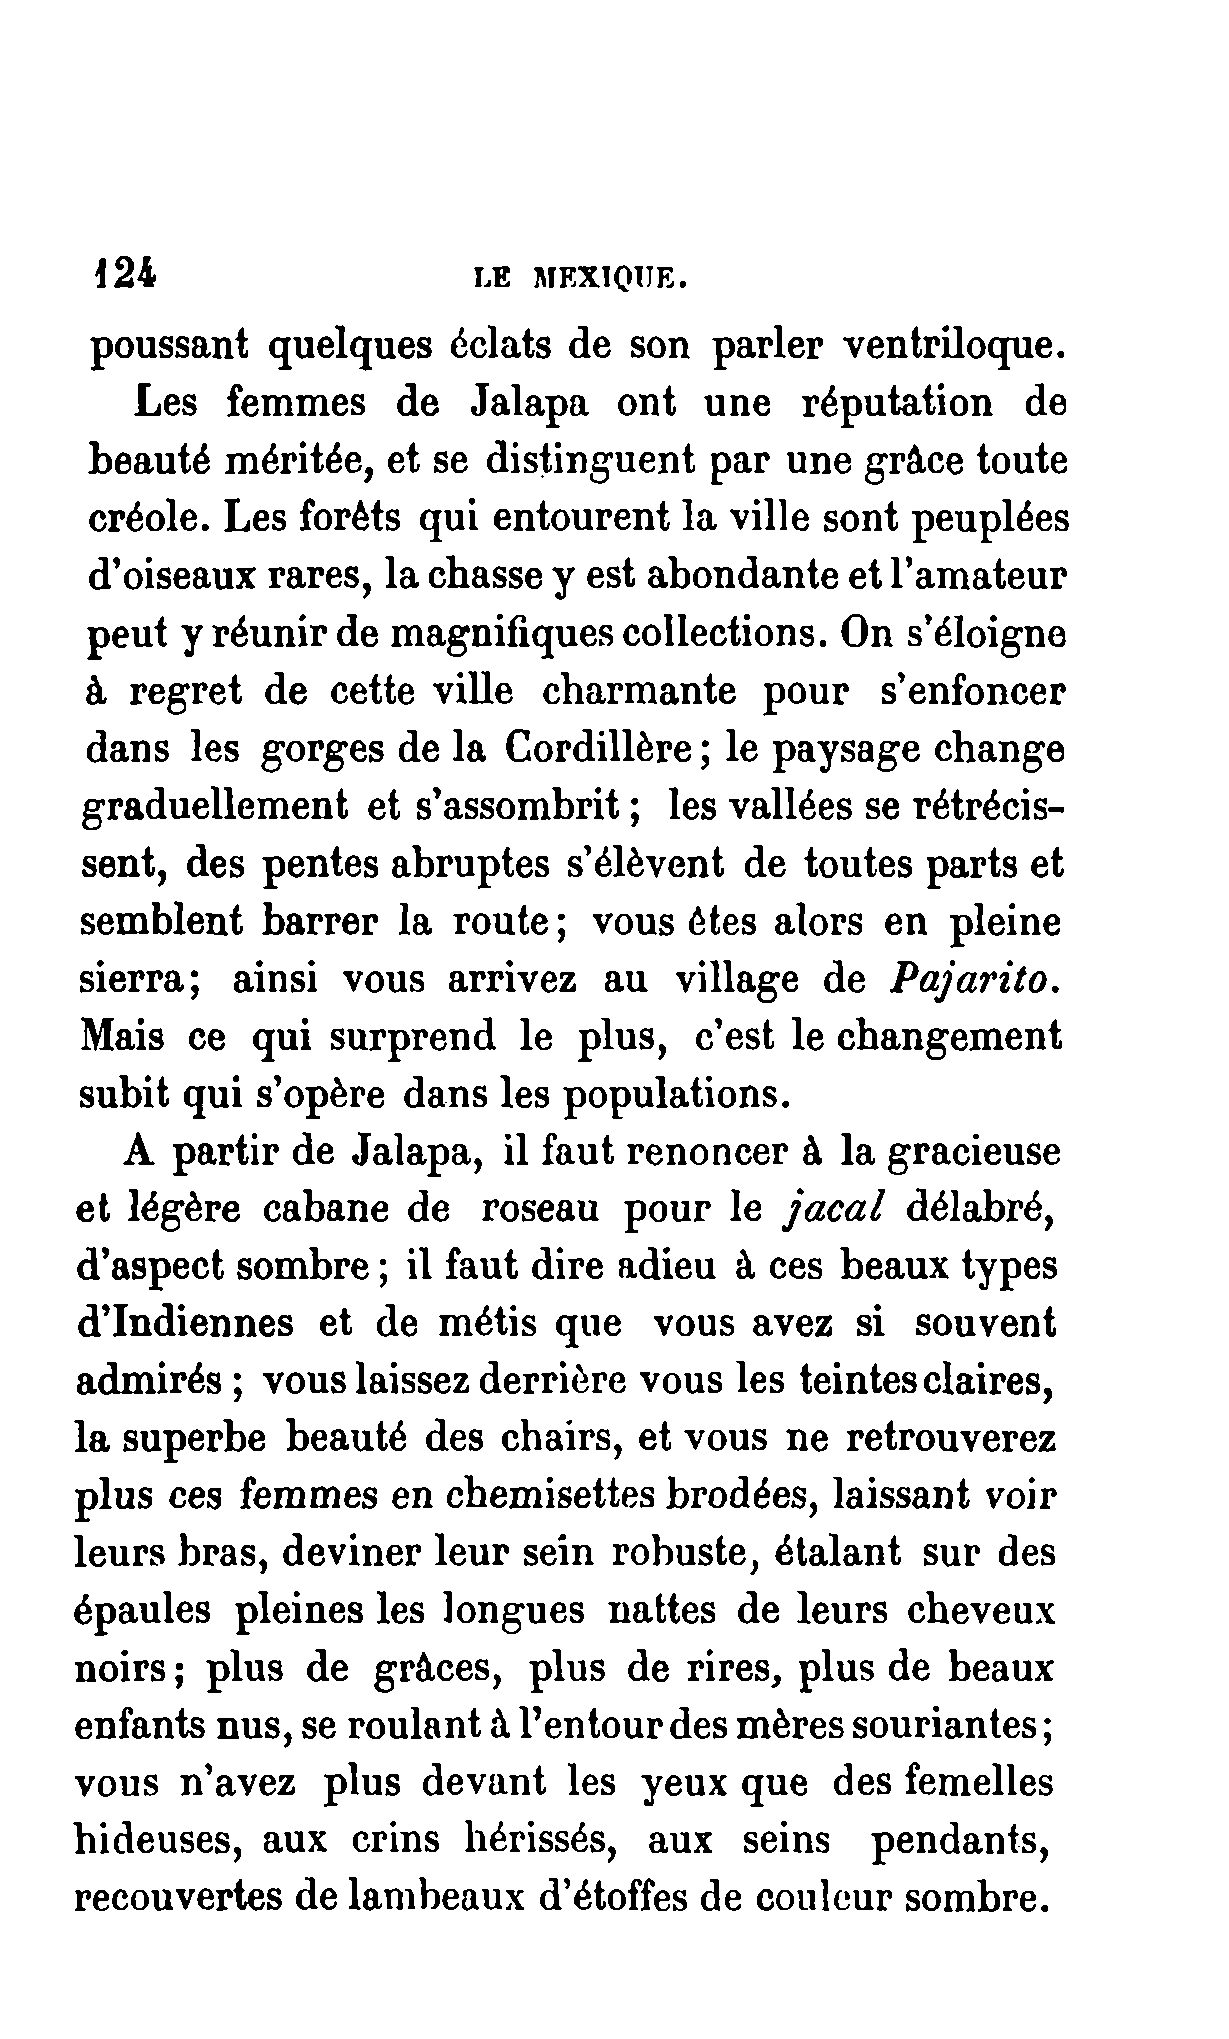 124 LE MEXIQUE.
poussant quelques éclats de son parler ventriloque.
Les femmes de Jalapa ont une réputation de
beauté méritée, et se distinguent par une grâce toute
créole. Les forêts qui entourent la ville sont peuplées
d'oiseaux rares, la chasse y est abondante et l'amateur
peut y réunir de magnifiques collections. On s'éloigne
à regret de cette ville charmante pour s'enfoncer
dans les gorges de la Cordillère; le paysage change
graduellement et s'assombrit; les vallées se rétrécis-
sent, des pentes abruptes s'élèvent de toutes parts et
semblent barrer la route; vous êtes alors en pleine
sierra; ainsi vous arrivez au village de Pajarito.
Mais ce qui surprend le plus, c'est le changement
subit qui s'opère dans les populations.
A partir de Jalapa, il faut renoncer à la gracieuse
et légère cabane de roseau pour le jacal délabré,
d'aspect sombre; il faut dire adieu à ces beaux types
d'Indiennes et de métis que vous avez si souvent
admirés; vous laissez derrière vous les teintes claires,
la superbe beauté des chairs, et vous ne retrouverez
plus ces femmes en chemisettes brodées, laissant voir
leurs bras, deviner leur sein robuste, étalant sur des
épaules pleines les longues nattes de leurs cheveux
noirs; plus de grâces, plus de rires, plus de beaux
enfants nus, se roulant à l'entour des mères souriantes;
vous n'avez plus devant les yeux que des femelles
hideuses, aux crins hérissés, aux seins pendants,
recouvertes de lambeaux d'étoffes de couleur sombre.